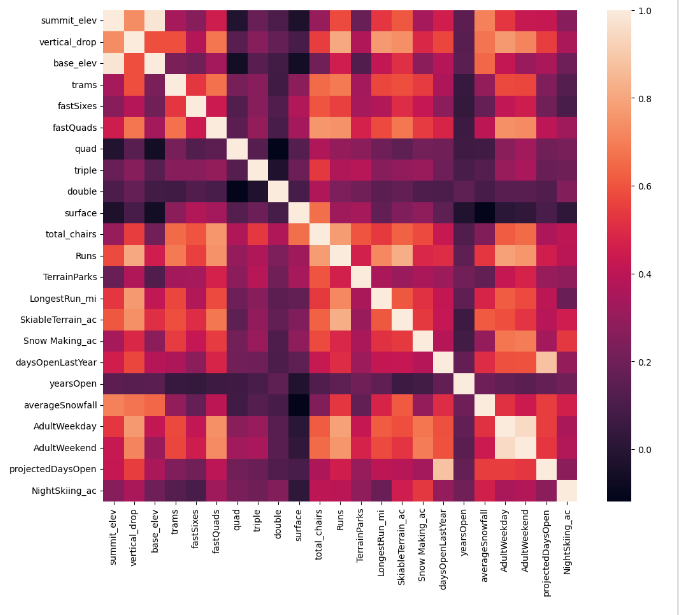 summit_elev
vertical_drop
base_elev
trams
fastSixes
fastQuads
quad
triple
double
surface
total_chairs
Runs
TerrainParks
LongestRun_mi
SkiableTerrain_ac
Snow Making_ac
daysOpenLastYear
yearsOpen
averageSnowfall
AdultWeekday
AdultWeekend
projectedDaysOpen
NightSkiing_ac
summit_elev
vertical_drop
base_elev
trams
fastSixes
fastQuads
quad
triple
double
surface
total_chairs
Runs
TerrainParks
LongestRun_mi
SkiableTerrain_ac
Snow Making_ac
daysOpenLastYear
yearsOpen
averageSnowfall
AdultWeekday
AdultWeekend
projectedDaysOpen
NightSkiing_ac
1.0
0.8
0.6
0.4
0.2
0.0